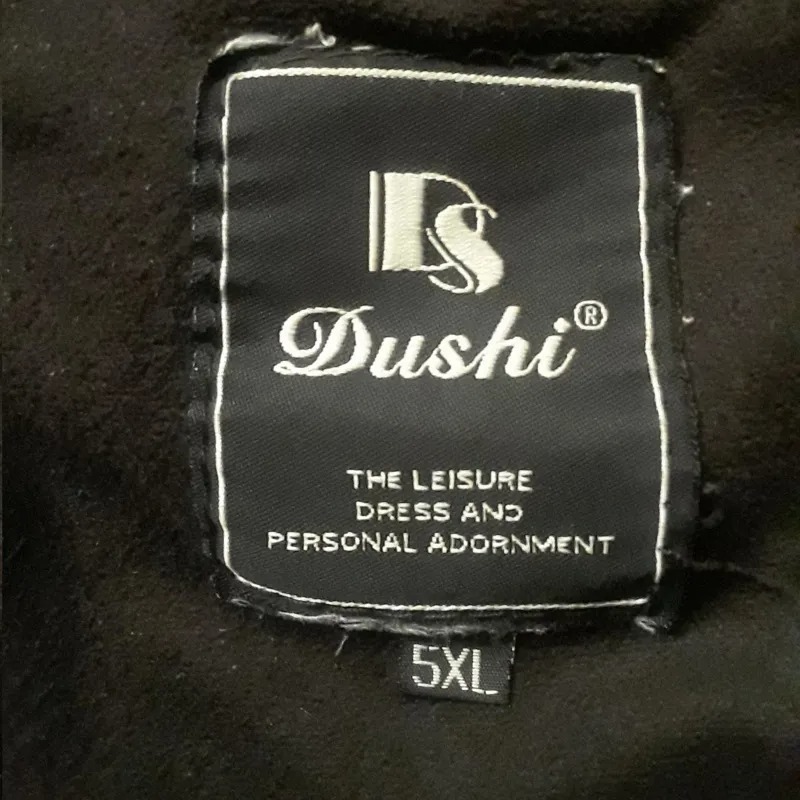 DS
Dushi®
THE LEISURE
DRESS AND
PERSONAL ADORNMENT
5XL